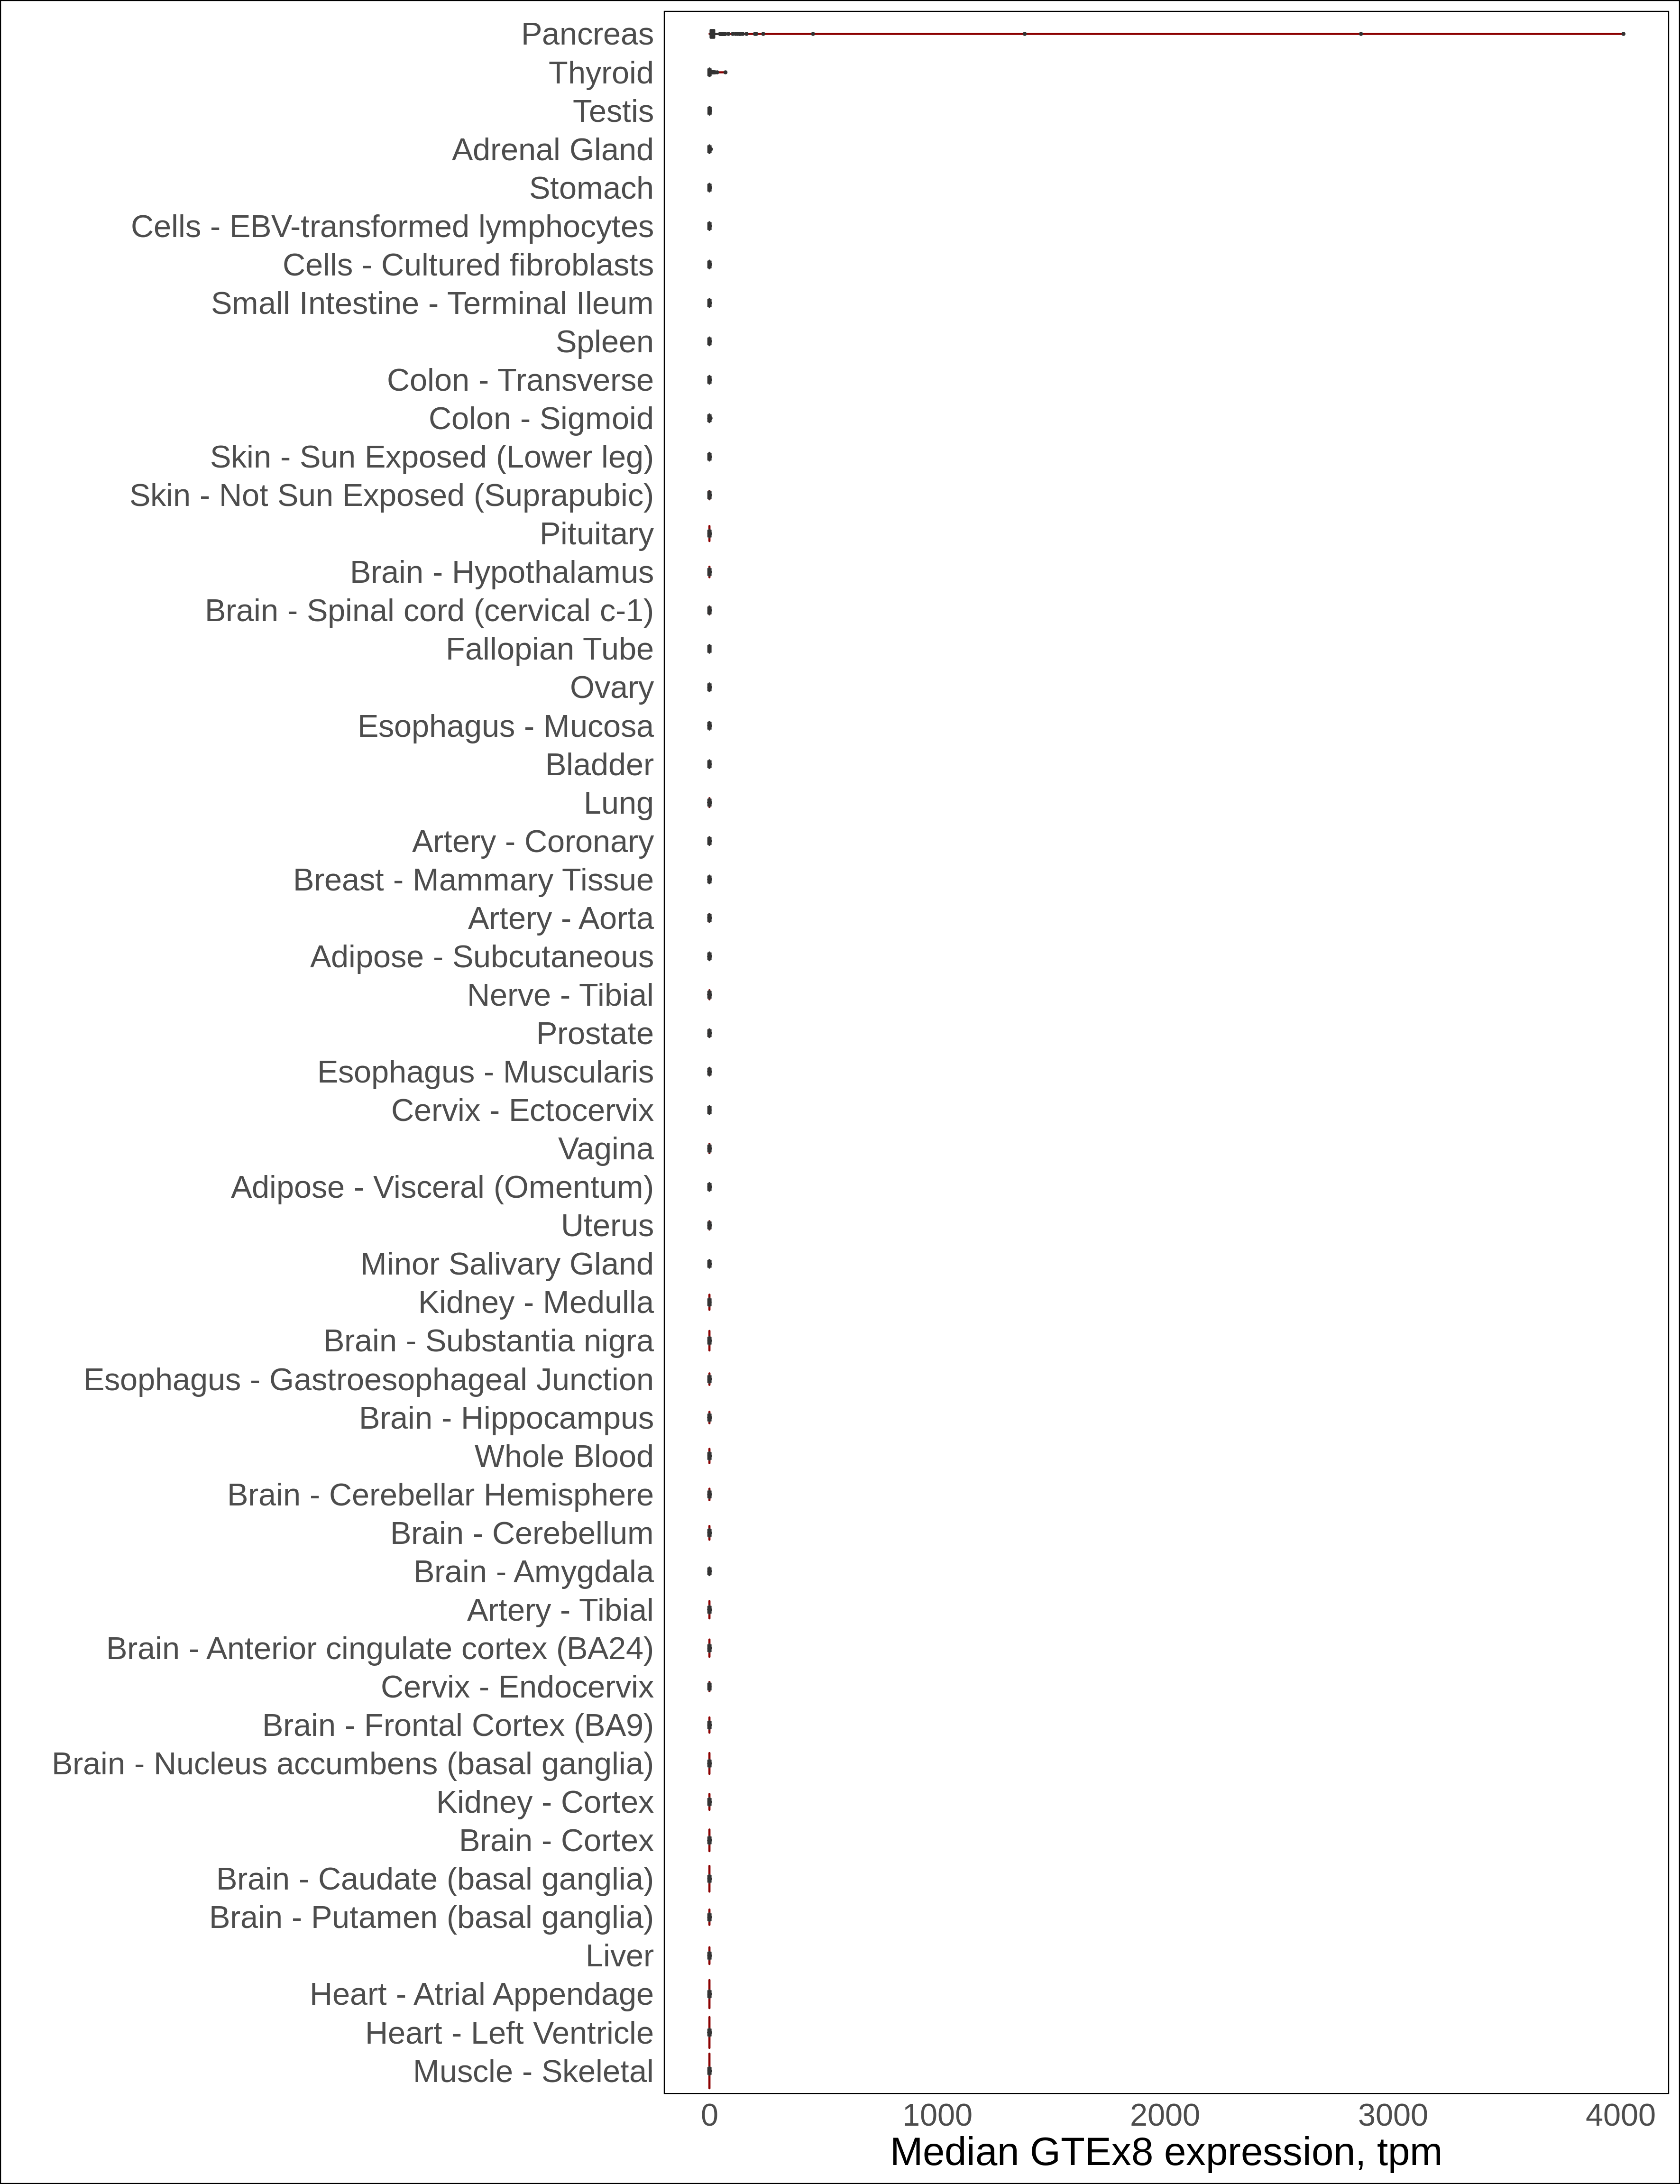 Pancreas
Thyroid
Testis
Adrenal Gland
Stomach
Cells - EBV-transformed lymphocytes
Cells - Cultured fibroblasts
Small Intestine - Terminal Ileum
Spleen
Colon - Transverse
Colon - Sigmoid
Skin - Sun Exposed (Lower leg)
Skin - Not Sun Exposed (Suprapubic)
Pituitary
Brain - Hypothalamus
Brain - Spinal cord (cervical c-1)
Fallopian Tube
Ovary
Esophagus - Mucosa
Bladder
Lung
Artery - Coronary
Breast - Mammary Tissue
Artery - Aorta
Adipose - Subcutaneous
Nerve - Tibial
Prostate
Esophagus - Muscularis
Cervix - Ectocervix
Vagina
Adipose - Visceral (Omentum)
Uterus
Minor Salivary Gland
Kidney - Medulla
Brain - Substantia nigra
Esophagus - Gastroesophageal Junction
Brain - Hippocampus
Whole Blood
Brain - Cerebellar Hemisphere
Brain - Cerebellum
Brain - Amygdala
Artery - Tibial
Brain - Anterior cingulate cortex (BA24)
Cervix - Endocervix
Brain - Frontal Cortex (BA9)
Brain - Nucleus accumbens (basal ganglia)
Kidney - Cortex
Brain - Cortex
Brain - Caudate (basal ganglia)
Brain - Putamen (basal ganglia)
Liver
Heart - Atrial Appendage
Heart - Left Ventricle
Muscle - Skeletal
0 1000 2000 3000 4000
Median GTEx8 expression, tpm